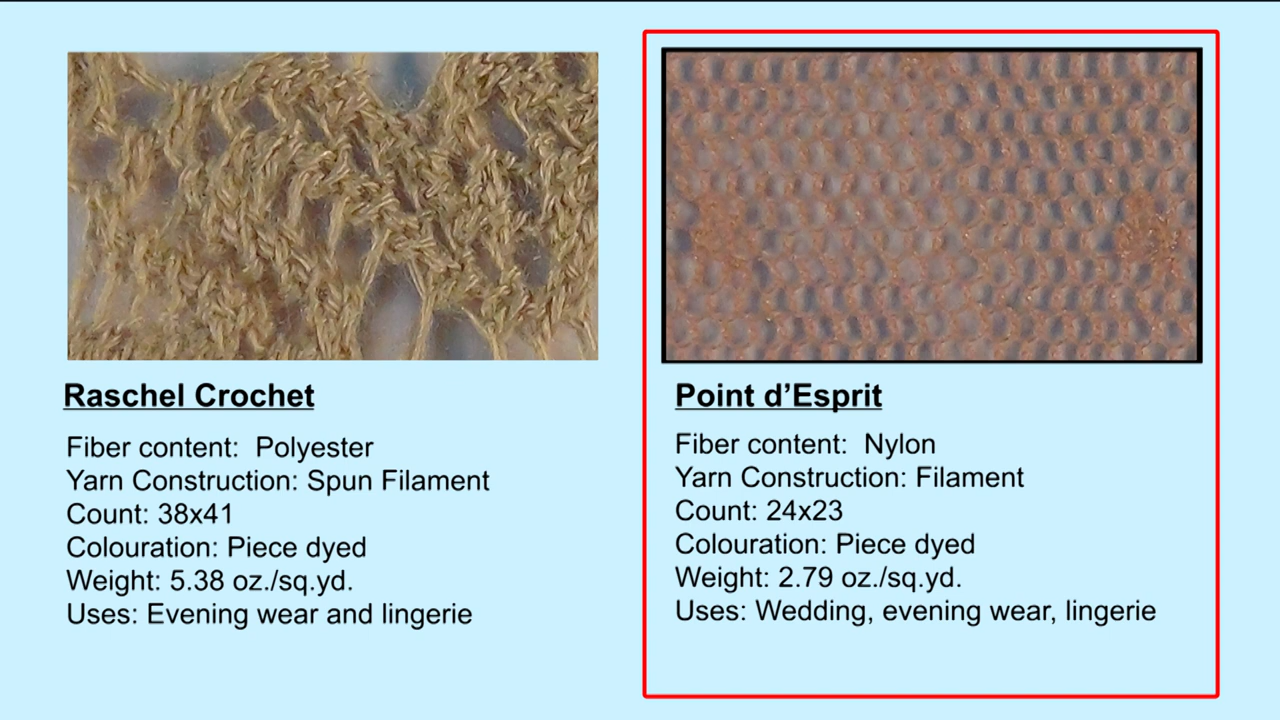 Raschel Crochet
Fiber content:  Polyester
Yarn Construction: Spun Filament
Count: 38x41
Colouration: Piece dyed
Weight: 5.38 oz./sq.yd.
Uses: Evening wear and lingerie
Point d’Esprit
Fiber content:  Nylon
Yarn Construction: Filament
Count: 24x23
Colouration: Piece dyed
Weight: 2.79 oz./sq.yd.
Uses: Wedding, evening wear, lingerie